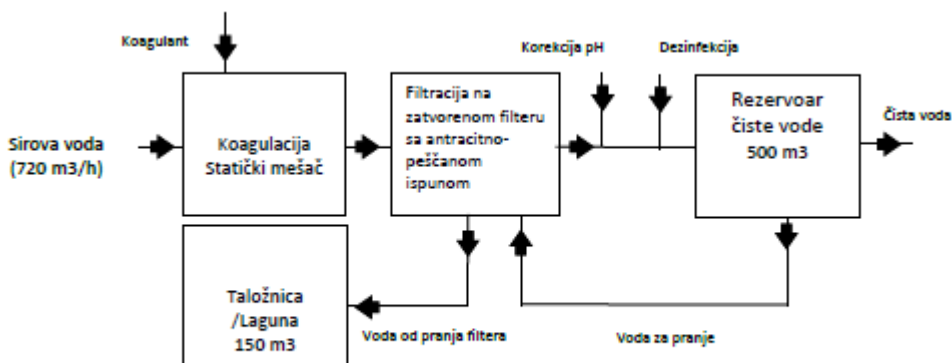 Koagulant
Sirova voda
(720 m3/h)
Koagulacija
Statički mešač
Filtracija na
zatvorenom filteru
sa antracitno-
peščanom
ispunom
Korekcija pH
Dezinfekcija
Rezervoar
čiste vode
500 m3
Čista voda
Taložnica
/Laguna
150 m3
Voda od pranja filtera
Voda za pranje